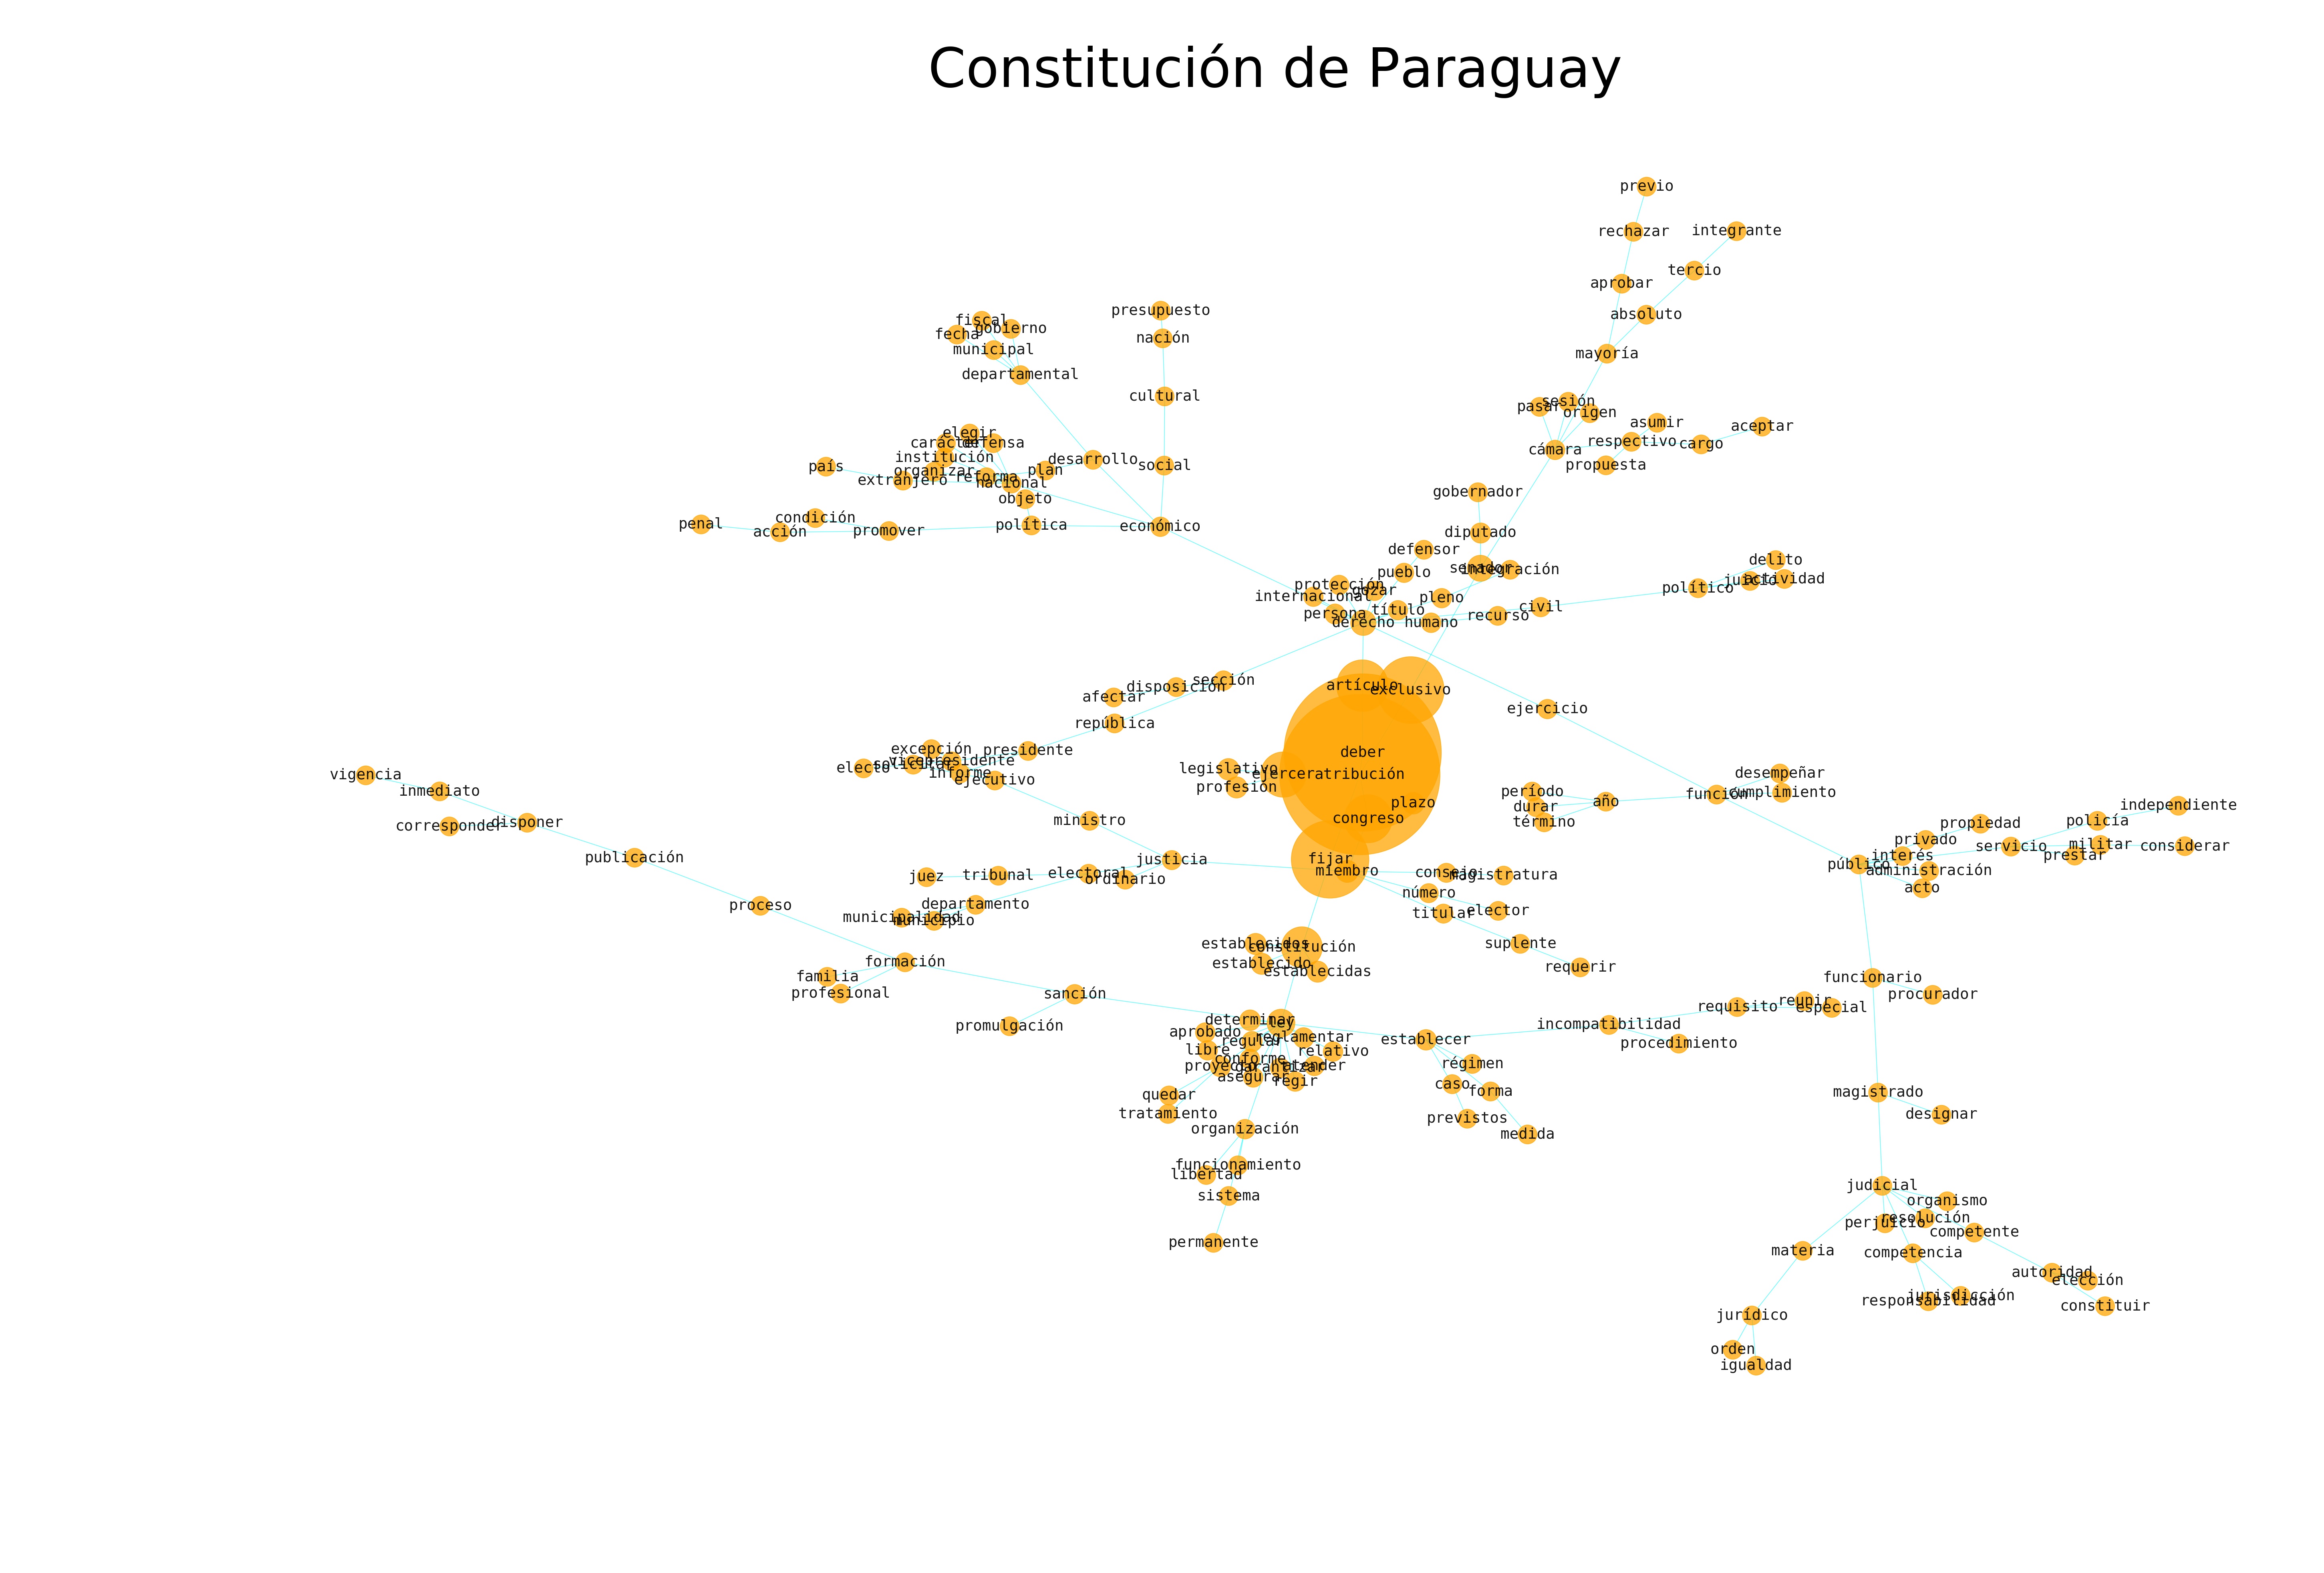 Constitución de Paraguay
previo
rechazar
integrante
tercio
aprobar
absoluto
presupuesto
fiscal
gobierno
fecha
nación
municipal
mayoría
departamental
cultural
sesión
pasar
origen
asumir
aceptar
elegir
carácter
defensa
respectivo
cargo
cámara
institución
desarrollo
social
propuesta
país
organizar
plan
extranjero
reforma
nacional
gobernador
objeto
condición
penal
acción
promover
política
económico
diputado
defensor
delito
senador
integración
pueblo
juicio
actividad
protección
político
internacional
gozar
pleno
civil
persona
título
recurso
derecho
humano
sección
artículo
disposición
exclusivo
afectar
ejercicio
república
excepción
presidente
deber
vicepresidente
electo
solicitar
legislativo
vigencia
informe
ejercer
atribución
desempeñar
ejecutivo
profesión
inmediato
período
cumplimiento
función
año
plazo
durar
independiente
corresponder
disponer
ministro
congreso
término
propiedad
policía
privado
servicio
militar
considerar
publicación
justicia
fijar
interés
prestar
público
miembro
consejo
administración
juez
tribunal
electoral
magistratura
ordinario
acto
número
proceso
departamento
elector
titular
municipalidad
municipio
establecidos
constitución
suplente
formación
establecido
requerir
familia
establecidas
funcionario
profesional
sanción
procurador
reunir
requisito
especial
promulgación
determinar
ley
incompatibilidad
aprobado
reglamentar
establecer
regular
procedimiento
libre
relativo
conforme
régimen
proyecto
garantizar
atender
asegurar
regir
caso
forma
quedar
magistrado
tratamiento
previstos
designar
organización
medida
funcionamiento
libertad
judicial
sistema
organismo
resolución
perjuicio
competente
permanente
materia
competencia
autoridad
elección
jurisdicción
responsabilidad
constituir
jurídico
orden
igualdad